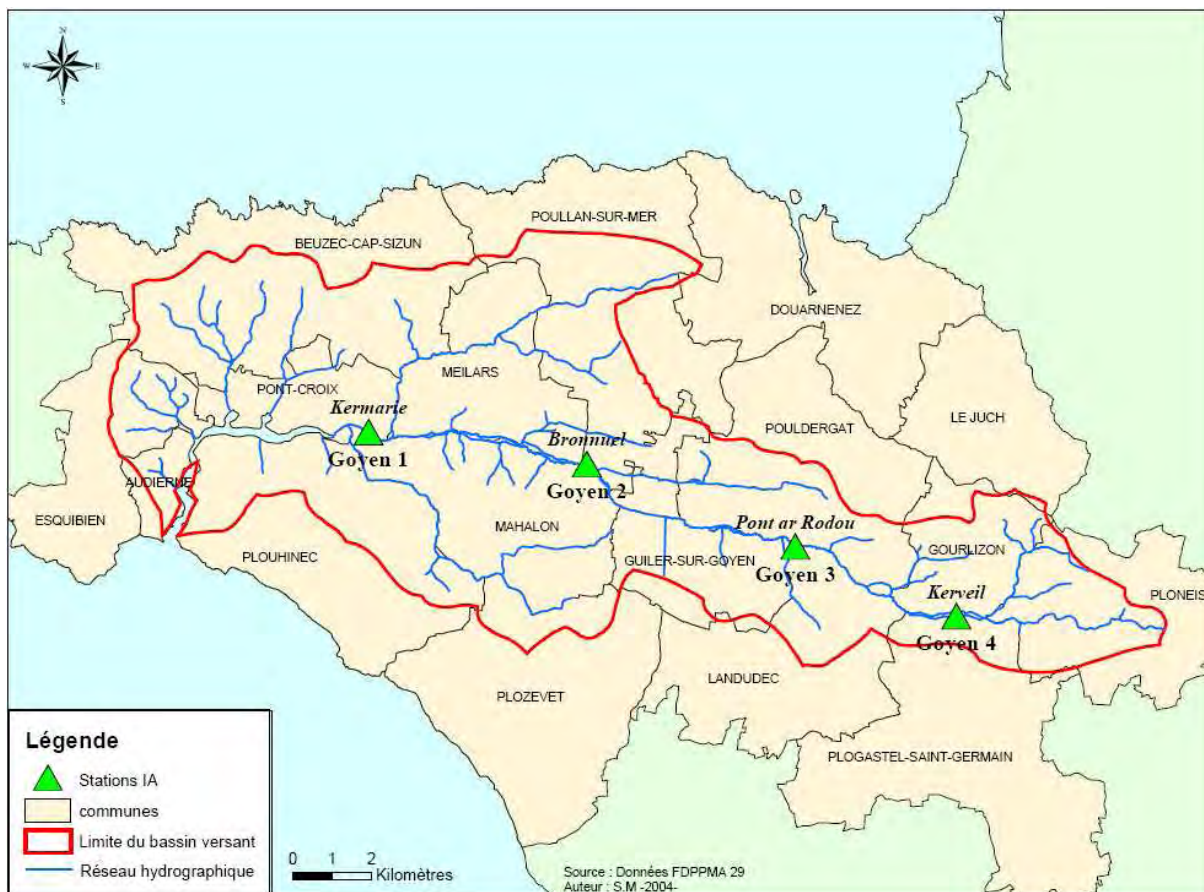 N
W E
S
POULLAN-SUR-MER
BEUZEC-CAP-SIZUN
DOUARNENEZ
MEILARS
PONT-CROIX
Kermarie
LE JUCH
POULDERGAT
Bronnuel
Goyen 1
AUDIERNE
Goyen 2
ESQUIBIEN
MAHALON
Pont ar Rodou
PLOUHINEC
GUILER-SUR-GOYEN
GOURLIZON
Goyen 3
Kerveil
PLONEIS
Goyen 4
LANDUDEC
PLOZEVET
PLOGASTEL-SAINT-GERMAIN
Légende
Stations IA
communes
Limite du bassin versant
Réseau hydrographique
0 1 2
Kilomètres
Source : Données FDPPMA 29
Auteur : S.M -2004-